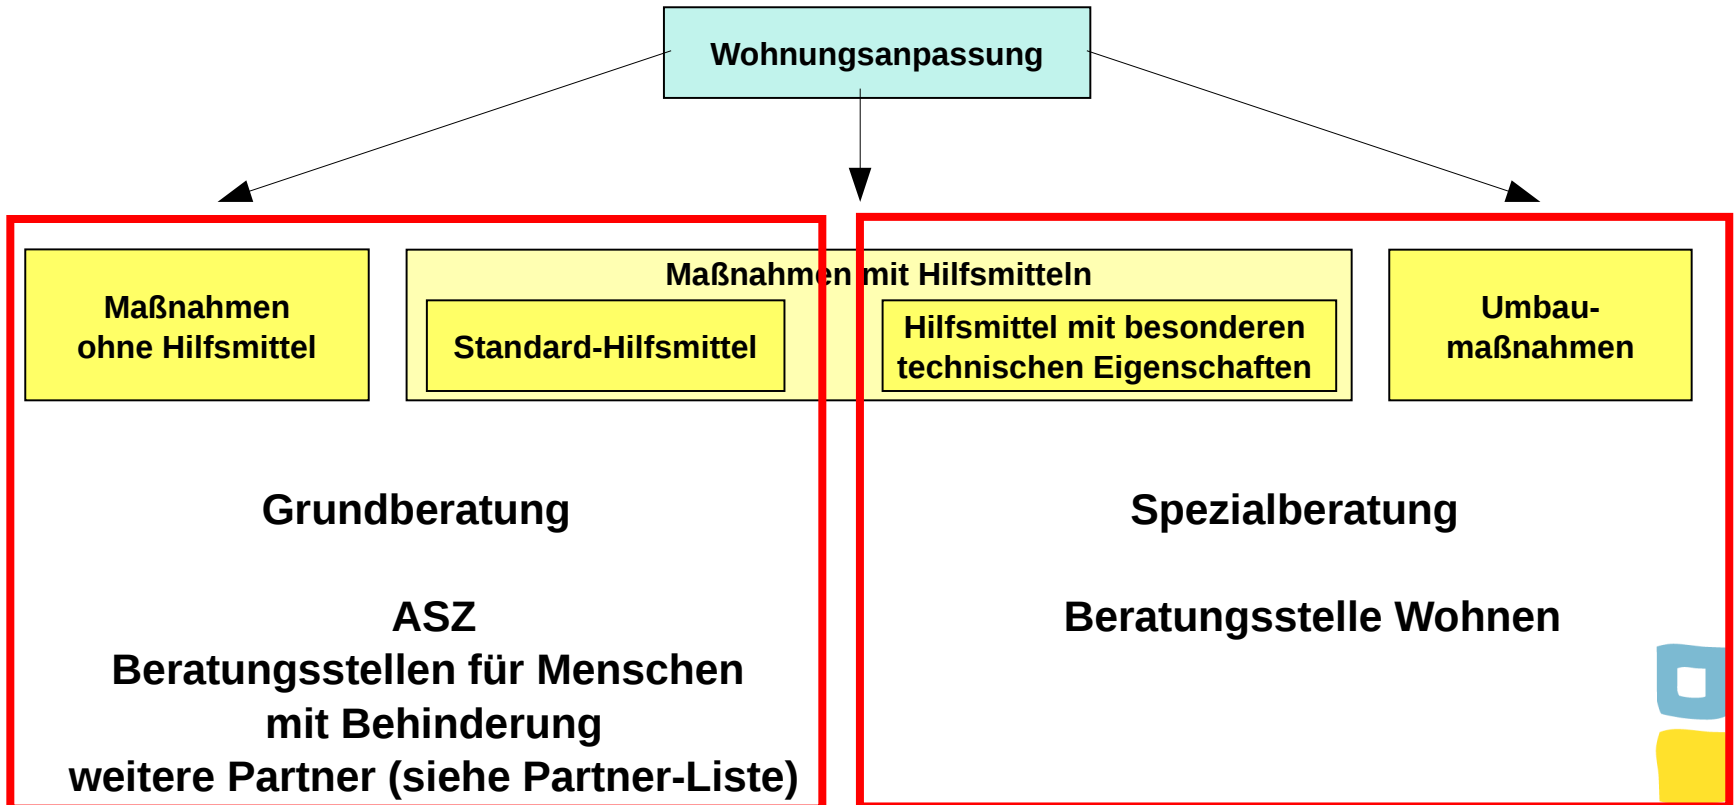 Wohnungsanpassung
Maßnahmen
ohne Hilfsmittel
Maßnahmen mit Hilfsmitteln
Standard-Hilfsmittel
Hilfsmittel mit besonderen
technischen Eigenschaften
Umbau-
maßnahmen
Grundberatung
ASZ
Beratungsstellen für Menschen
mit Behinderung
weitere Partner (siehe Partner-Liste)
Spezialberatung
Beratungsstelle Wohnen